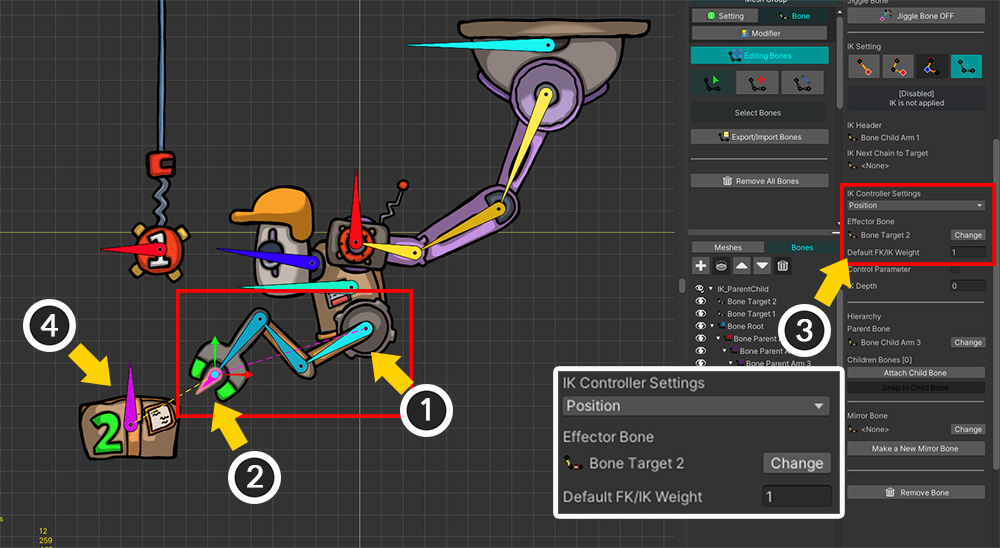 Mesh Group
Setting
Bone
Modifier
Editing Bones
Select Bones
Export/Import Bones
Remove All Bones
Meshes
Bones
IK_ParentChild
Bone Target 2
Bone Target 1
Bone Root
Bone Parent
Bone Parent Arm
Bone Parent Arm 3
Jiggle Bone
Jiggle Bone OFF
IK Setting
[Disabled]
IK is not applied
IK Header
Bone Child Arm 1
IK Next Chain to Target
<None>
IK Controller Settings
Position
Effector Bone
Bone Target 2
Change
Default FK/IK Weight
1
Control Parameter
IK Depth
0
Hierarchy
Parent Bone
Bone Child Arm 3
Change
Children Bones [0]
Attach Child Bone
Snap to Child Bone
Mirror Bone
<None>
Change
Make a New Mirror Bone
Remove Bone
IK Controller Settings
Position
Effector Bone
Bone Target 2
Change
Default FK/IK Weight
1
1
2
4
1
2
3
12
259